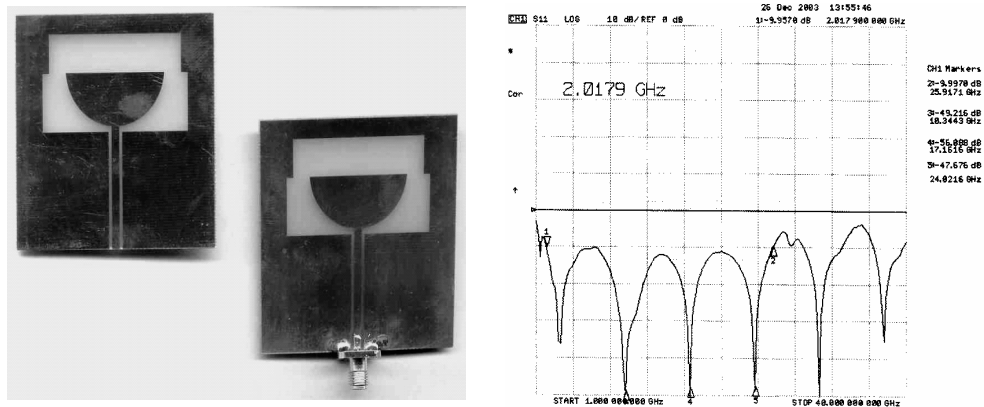 26 Dec 2003 13:55:46
CH1 S11 LOG 10 dB/REF 0 dB 1:-9.9570 dB 2.017 900 000 GHz
*
CH1 Markers
2:-9.9970 dB
25.9171 GHz
Cor 2.0179 GHz
3:-49.216 dB
10.3443 GHz
4:-56.088 dB
17.1616 GHz
5:-47.676 dB
24.0216 GHz
1
2
4 5
START 1.000 000 000 GHz STOP 40.000 000 000 GHz